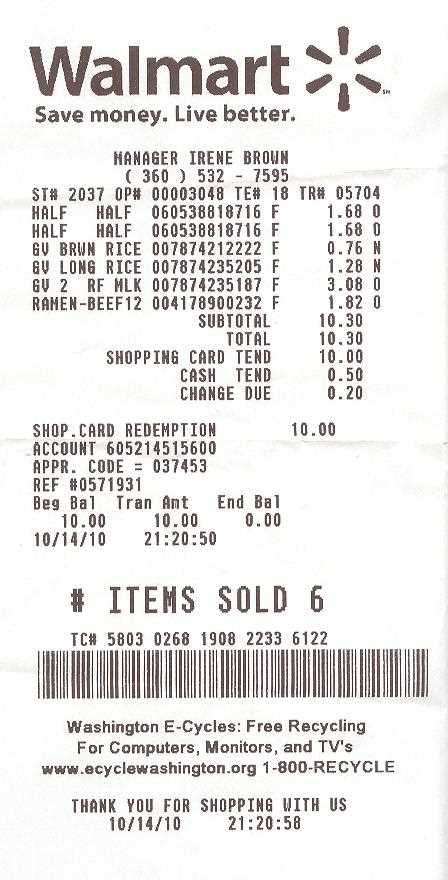 Walmart
Save money. Live better.
MANAGER IRENE BROWN
( 360 ) 532 - 7595
ST# 2037 OP# 00003048 TE# 18 TR# 05704
HALF HALF 060538818716 F 1.68 O
HALF HALF 060538818716 F 1.68 O
GV BRWN RICE 007874212222 F 0.76 N
GV LONG RICE 007874235205 F 1.28 N
GV 2 RF MLK 007874235187 F 3.08 O
RAMEN-BEEF12 004178900232 F 1.82 O
SUBTOTAL 10.30
TOTAL 10.30
SHOPPING CARD TEND 10.00
CASH TEND 0.50
CHANGE DUE 0.20
SHOP.CARD REDEMPTION 10.00
ACCOUNT 605214515600
APPR. CODE = 037453
REF #0571931
Beg Bal Tran Amt End Bal
10.00 10.00 0.00
10/14/10 21:20:50
# ITEMS SOLD 6
TC# 5803 0268 1908 2233 6122
Washington E-Cycles: Free Recycling
For Computers, Monitors, and TV's
www.ecyclewashington.org 1-800-RECYCLE
THANK YOU FOR SHOPPING WITH US
10/14/10 21:20:58